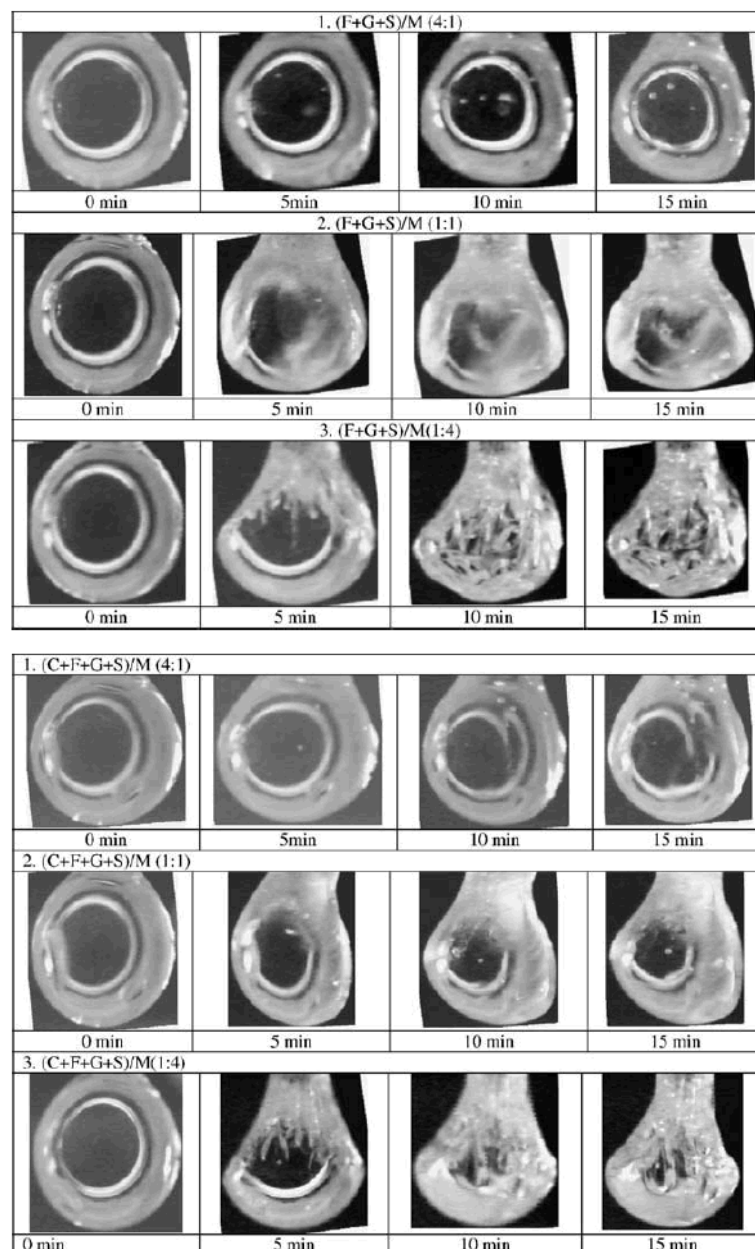 1. (F+G+S)/M (4:1)
0 min 5min 10 min 15 min
2. (F+G+S)/M (1:1)
0 min 5 min 10 min 15 min
3. (F+G+S)/M(1:4)
0 min 5 min 10 min 15 min
1. (C+F+G+S)/M (4:1)
0 min 5min 10 min 15 min
2. (C+F+G+S)/M (1:1)
0 min 5 min 10 min 15 min
3. (C+F+G+S)/M(1:4)
0 min 5 min 10 min 15 min